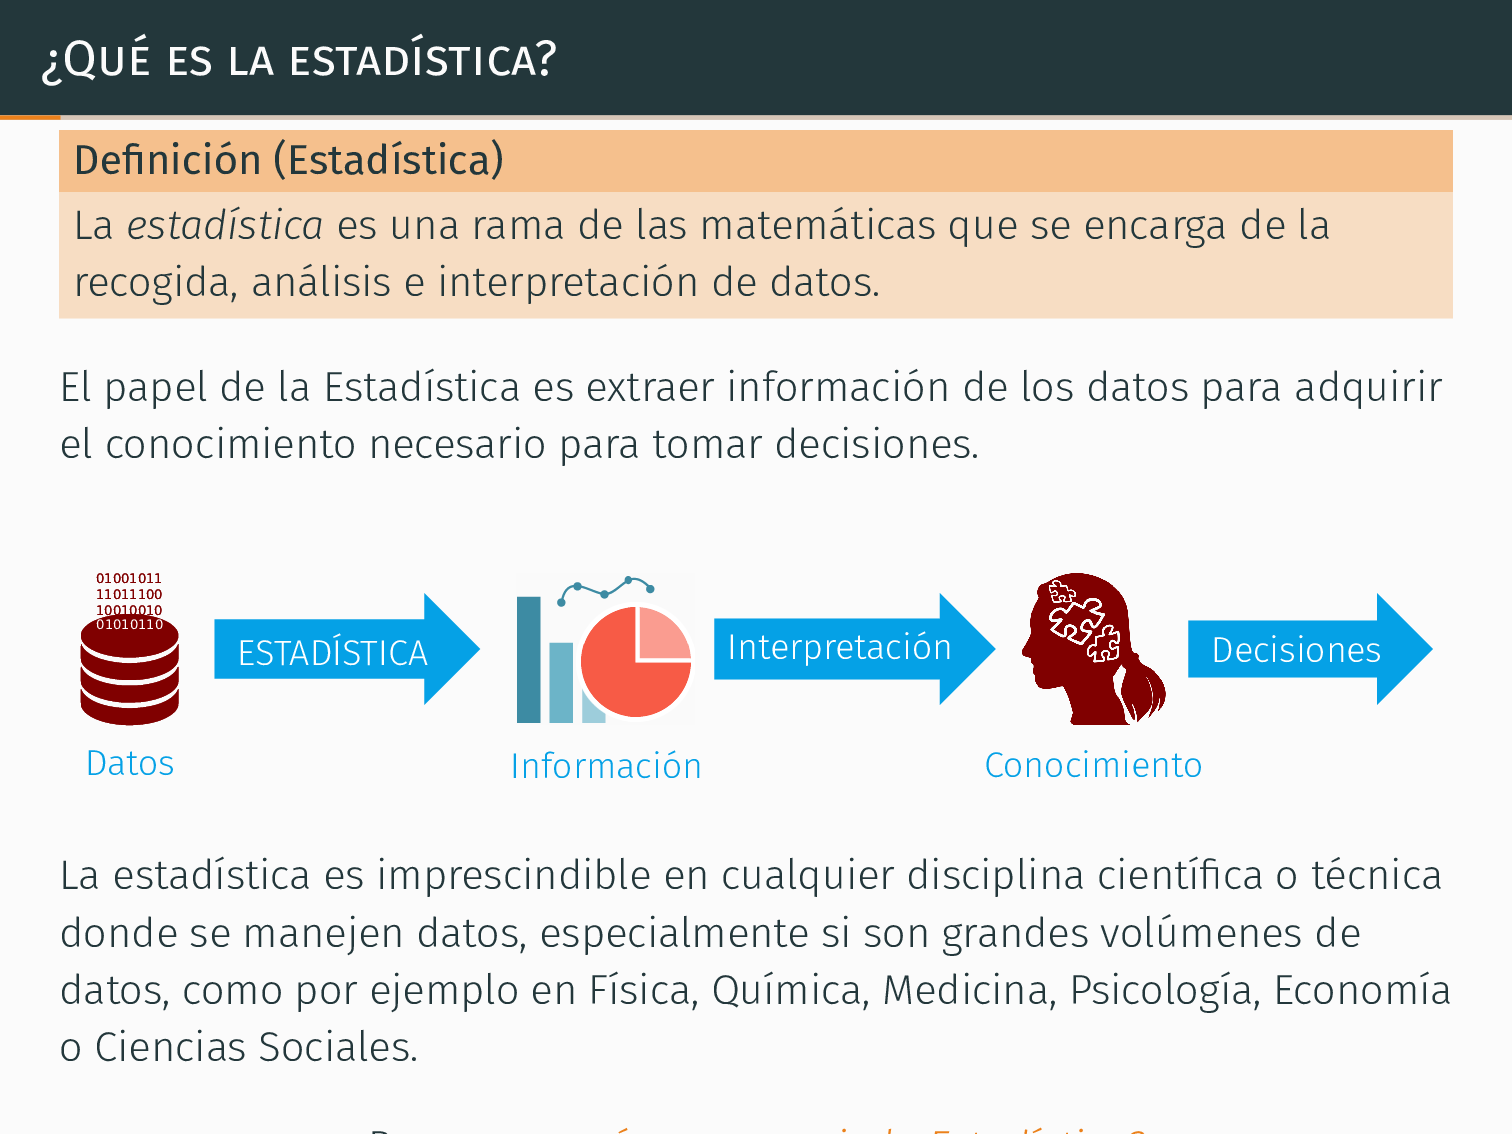 ¿QUÉ ES LA ESTADÍSTICA?
Definición (Estadística)
La estadística es una rama de las matemáticas que se encarga de la
recogida, análisis e interpretación de datos.
El papel de la Estadística es extraer información de los datos para adquirir
el conocimiento necesario para tomar decisiones.
01001011
11011100
10010010
01010110
ESTADÍSTICA
Interpretación
Decisiones
Datos
Información
Conocimiento
La estadística es imprescindible en cualquier disciplina científica o técnica
donde se manejen datos, especialmente si son grandes volúmenes de
datos, como por ejemplo en Física, Química, Medicina, Psicología, Economía
o Ciencias Sociales.